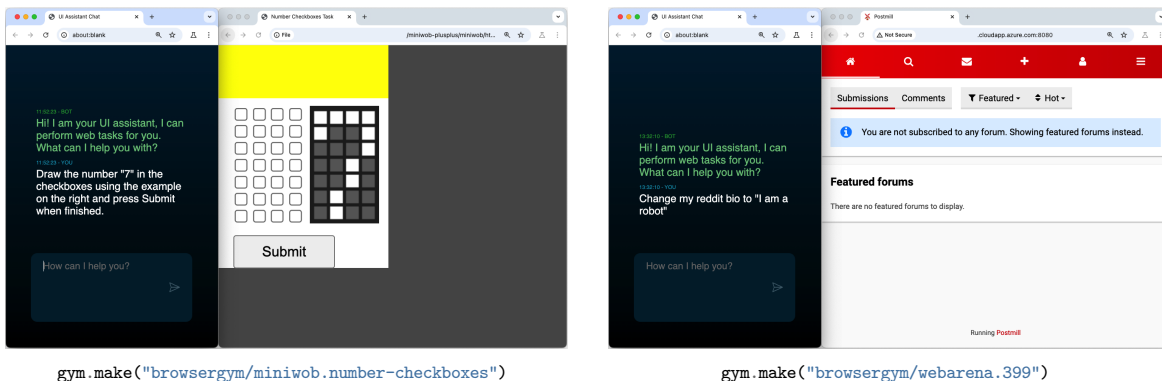 UI Assistant Chat
about:blank
11:52:23 - BOT
Hi! I am your UI assistant, I can
perform web tasks for you.
What can I help you with?
11:52:23 - YOU
Draw the number "7" in the
checkboxes using the example
on the right and press Submit
when finished.
How can I help you?
Number Checkboxes Task
File
/miniwob-plusplus/miniwob/ht...
Submit
gym.make("browsergym/miniwob.number-checkboxes")
UI Assistant Chat
about:blank
13:32:10 - BOT
Hi! I am your UI assistant, I can
perform web tasks for you.
What can I help you with?
13:32:10 - YOU
Change my reddit bio to "I am a
robot"
How can I help you?
Postmill
Not Secure
.cloudapp.azure.com:8080
Submissions Comments Featured Hot
You are not subscribed to any forum. Showing featured forums instead.
Featured forums
There are no featured forums to display.
Running Postmill
gym.make("browsergym/webarena.399")